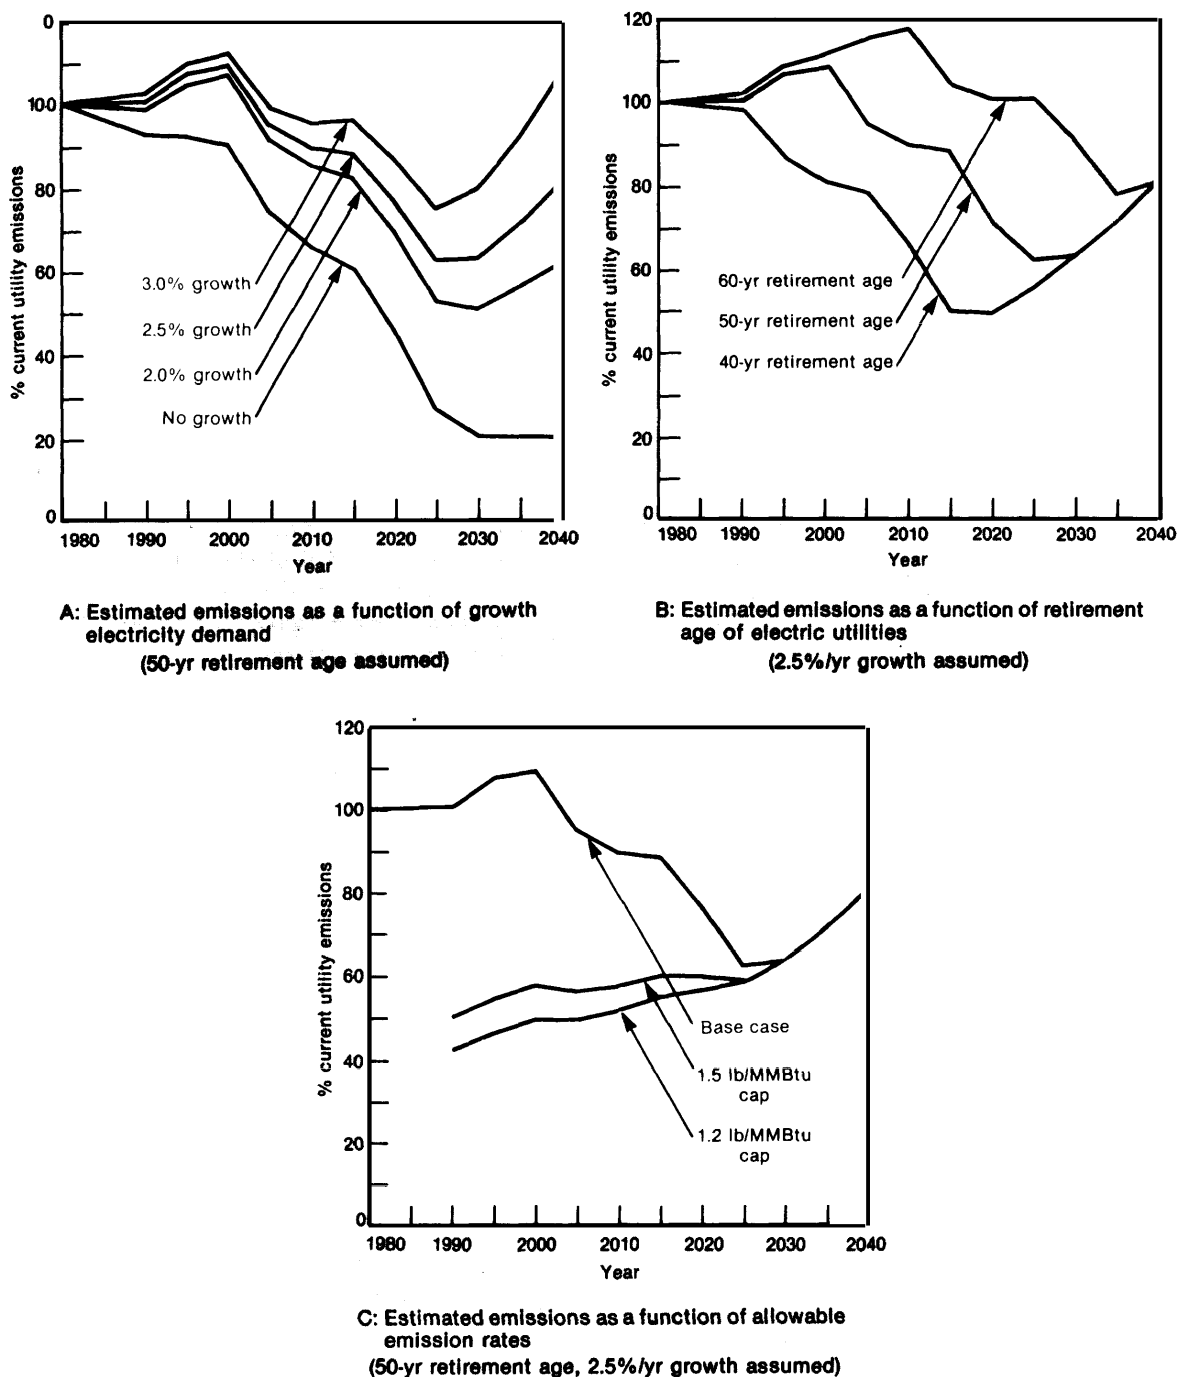 0
100
80
60
40
20
0
% current utility emissions
3.0% growth
2.5% growth
2.0% growth
No growth
1980 1990 2000 2010 2020 2030 2040
Year
A: Estimated emissions as a function of growth
electricity demand
(50-yr retirement age assumed)
120
100
80
60
40
20
0
% current utility emissions
60-yr retirement age
50-yr retirement age
40-yr retirement age
1980 1990 2000 2010 2020 2030 2040
Year
B: Estimated emissions as a function of retirement
age of electric utilities
(2.5%/yr growth assumed)
120
100
80
60
40
20
0
% current utility emissions
Base case
1.5 lb/MMBtu
cap
1.2 lb/MMBtu
cap
1980 1990 2000 2010 2020 2030 2040
Year
C: Estimated emissions as a function of allowable
emission rates
(50-yr retirement age, 2.5%/yr growth assumed)